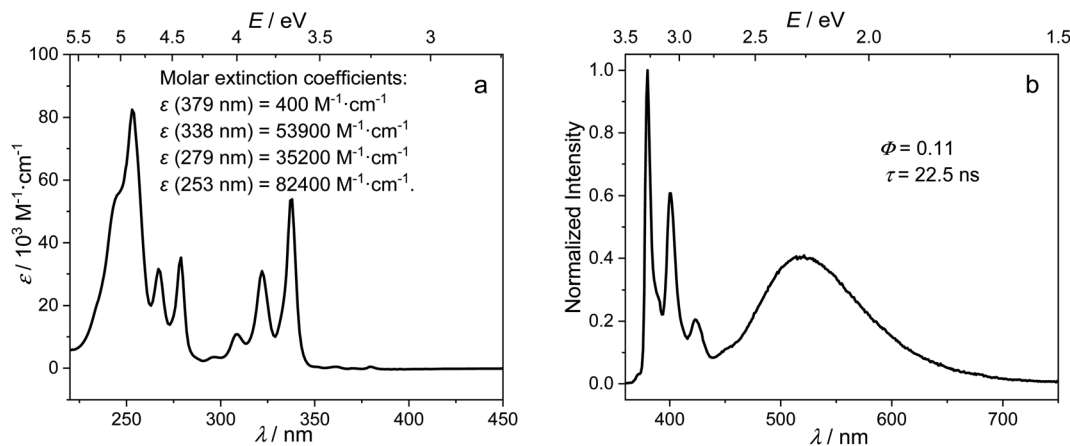 E / eV
5.5 5 4.5 4 3.5 3
100
80
60
40
20
0
ε / 10³ M⁻¹·cm⁻¹
Molar extinction coefficients:
ε (379 nm) = 400 M⁻¹·cm⁻¹
ε (338 nm) = 53900 M⁻¹·cm⁻¹
ε (279 nm) = 35200 M⁻¹·cm⁻¹
ε (253 nm) = 82400 M⁻¹·cm⁻¹.
a
250 300 350 400 450
λ / nm
E / eV
3.5 3.0 2.5 2.0 1.5
1.0
0.8
0.6
0.4
0.2
0.0
Normalized Intensity
b
Φ = 0.11
τ = 22.5 ns
400 500 600 700
λ / nm